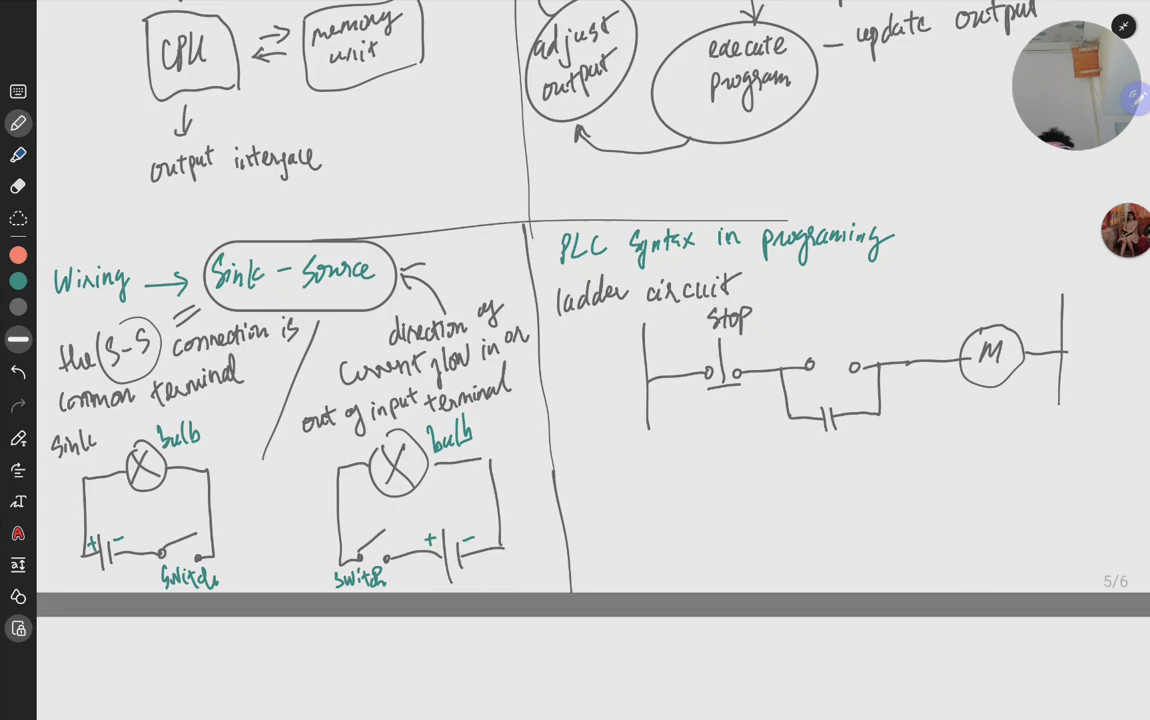 CPU
memory
unit
output interface
adjust
output
execute
program
- update output
Wiring → Sink - Source
the S-S connection is
common terminal
direction of
current flow in or
out of input terminal
sink
bulb
+ -
switch
bulb
switch
+ -
PLC syntax in programing
ladder circuit
stop
M
5/6